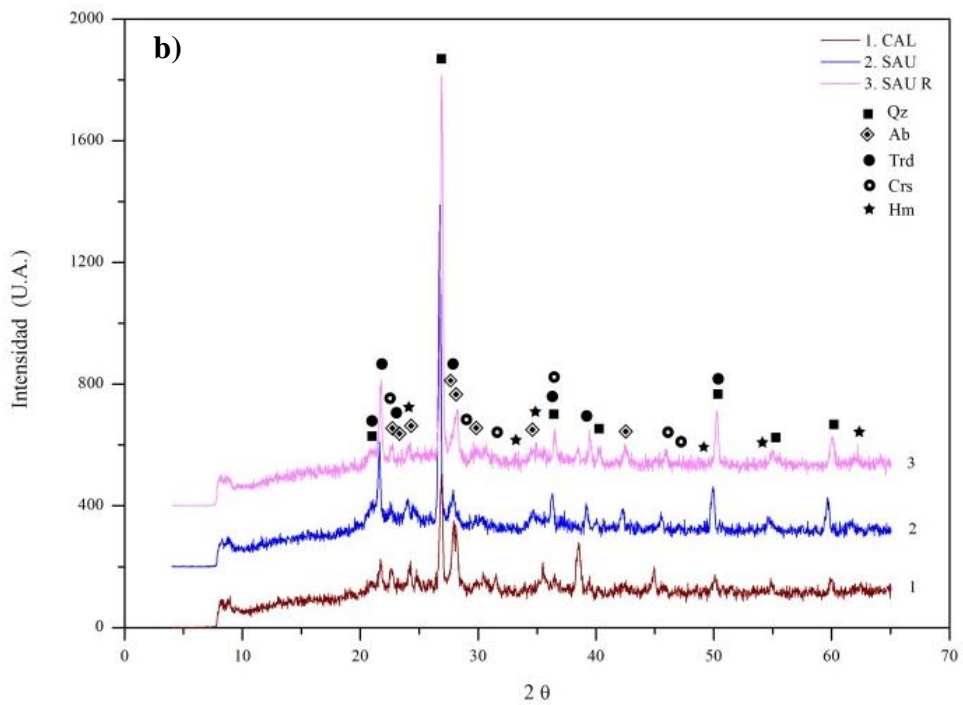 b)
1. CAL
2. SAU
3. SAU R
Qz
Ab
Trd
Crs
Hm
Intensidad (U.A.)
2000
1600
1200
800
400
0
3
2
1
0 10 20 30 40 50 60 70
2 θ